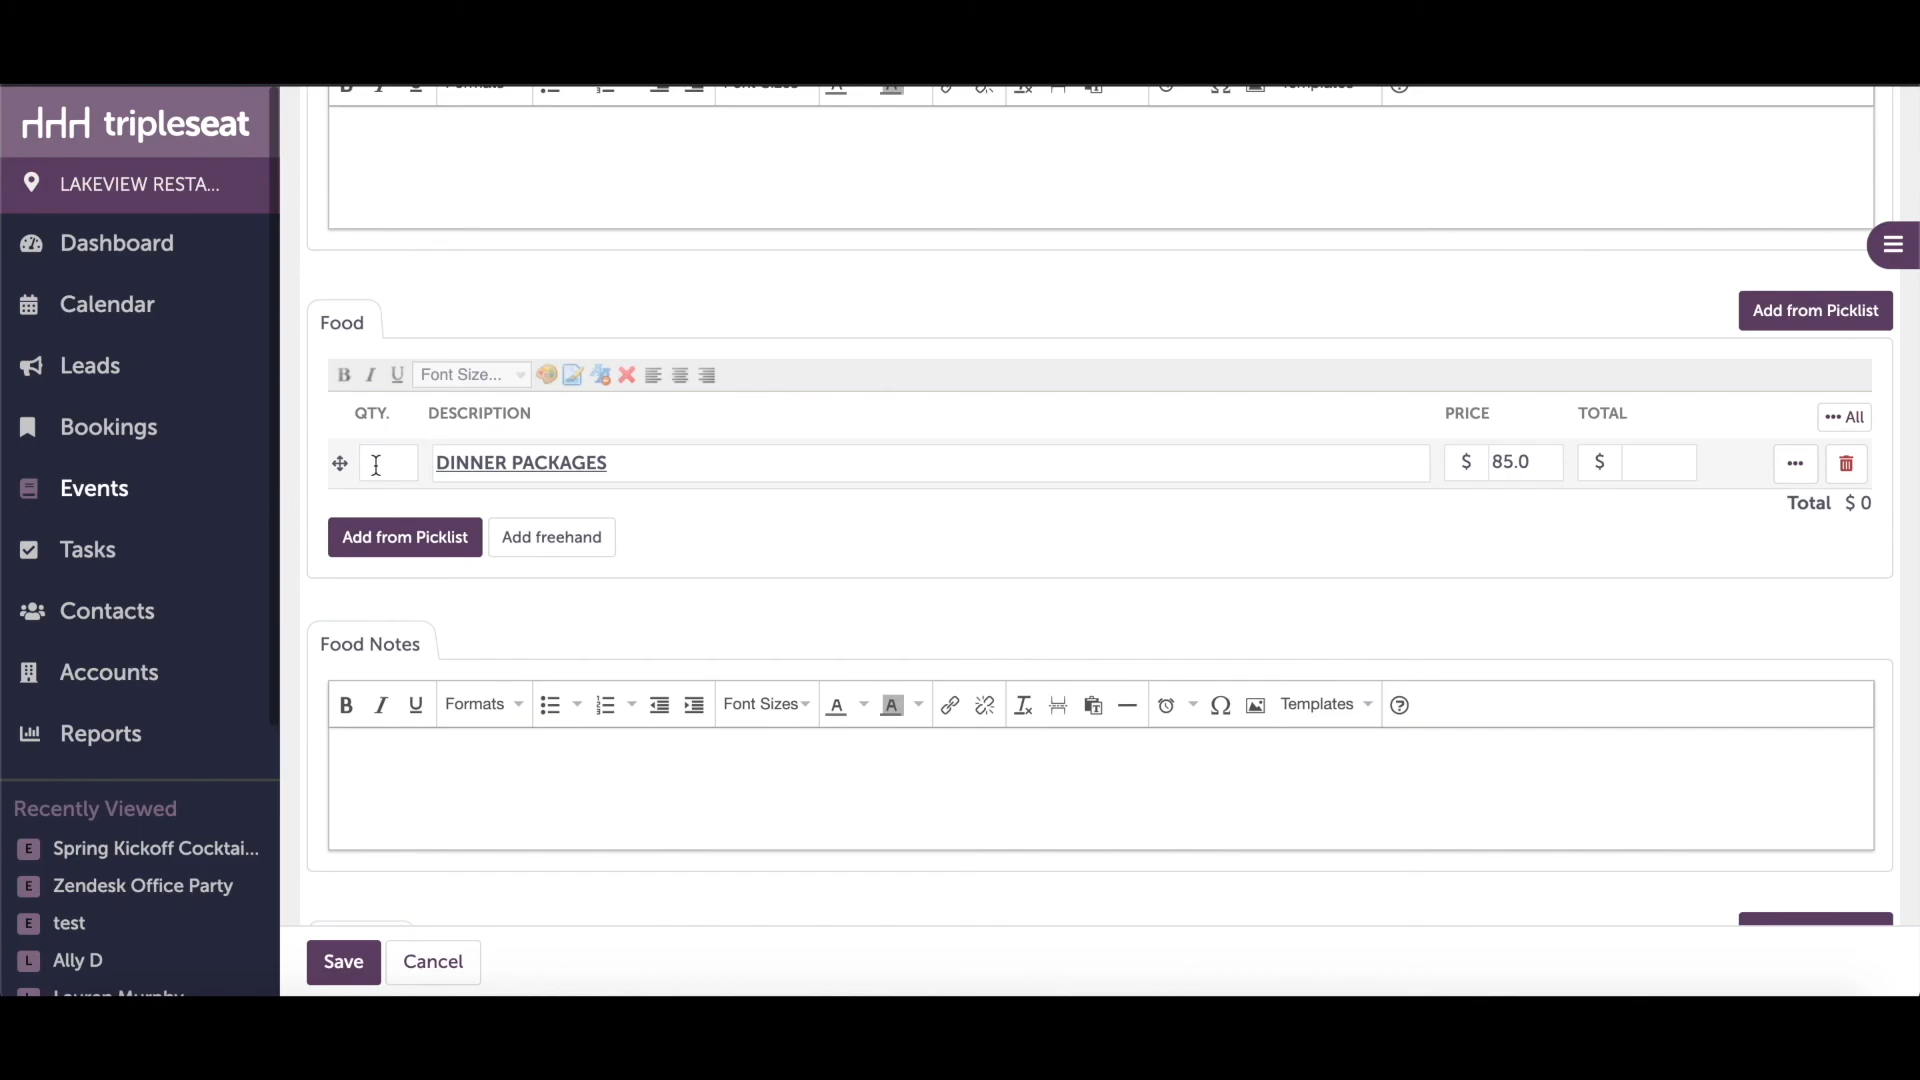 tripleseat
LAKEVIEW RESTA...
Dashboard
Calendar
Leads
Bookings
Events
Tasks
Contacts
Accounts
Reports
Recently Viewed
E Spring Kickoff Cocktai...
E Zendesk Office Party
E test
L Ally D
Lauren Murphy
Food
Add from Picklist
B I U Font Size...
QTY. DESCRIPTION PRICE TOTAL ••• All
DINNER PACKAGES $ 85.0 $ •••
Total $ 0
Add from Picklist Add freehand
Food Notes
B I U Formats Font Sizes A A Templates
Save Cancel